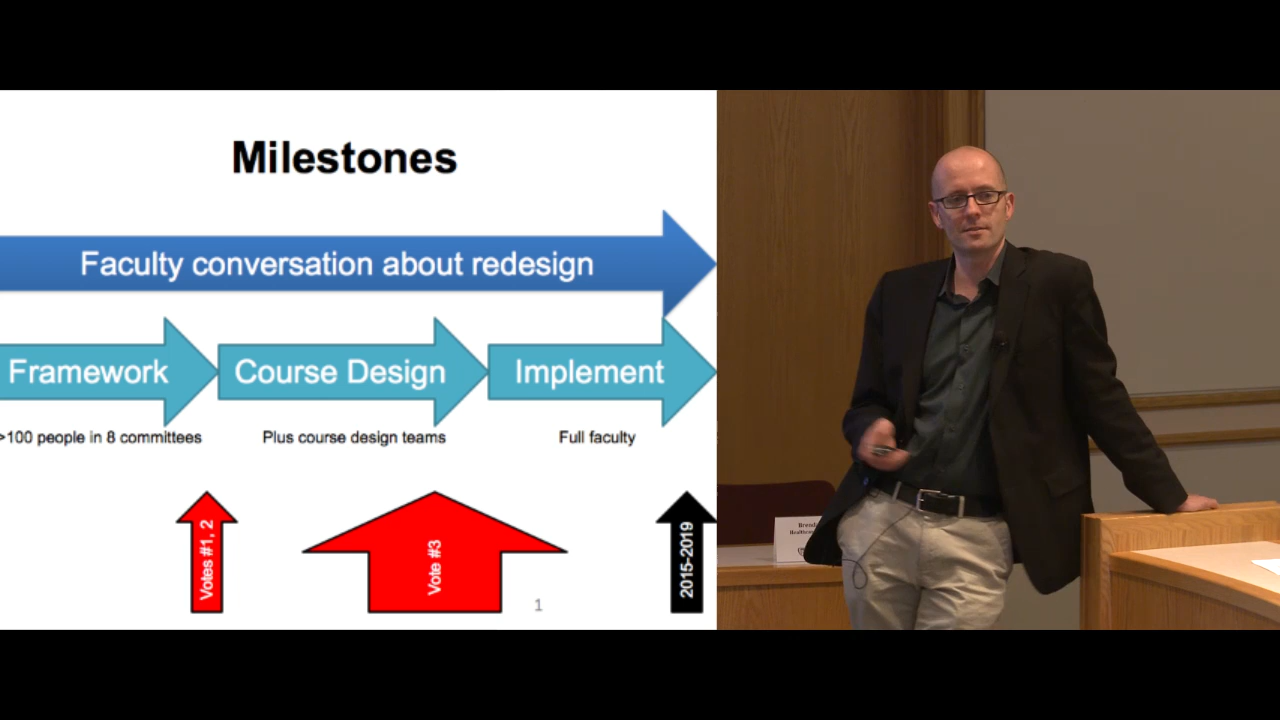 Milestones
Faculty conversation about redesign
Framework
Course Design
Implement
>100 people in 8 committees
Plus course design teams
Full faculty
Votes #1, 2
Vote #3
2015-2019
1